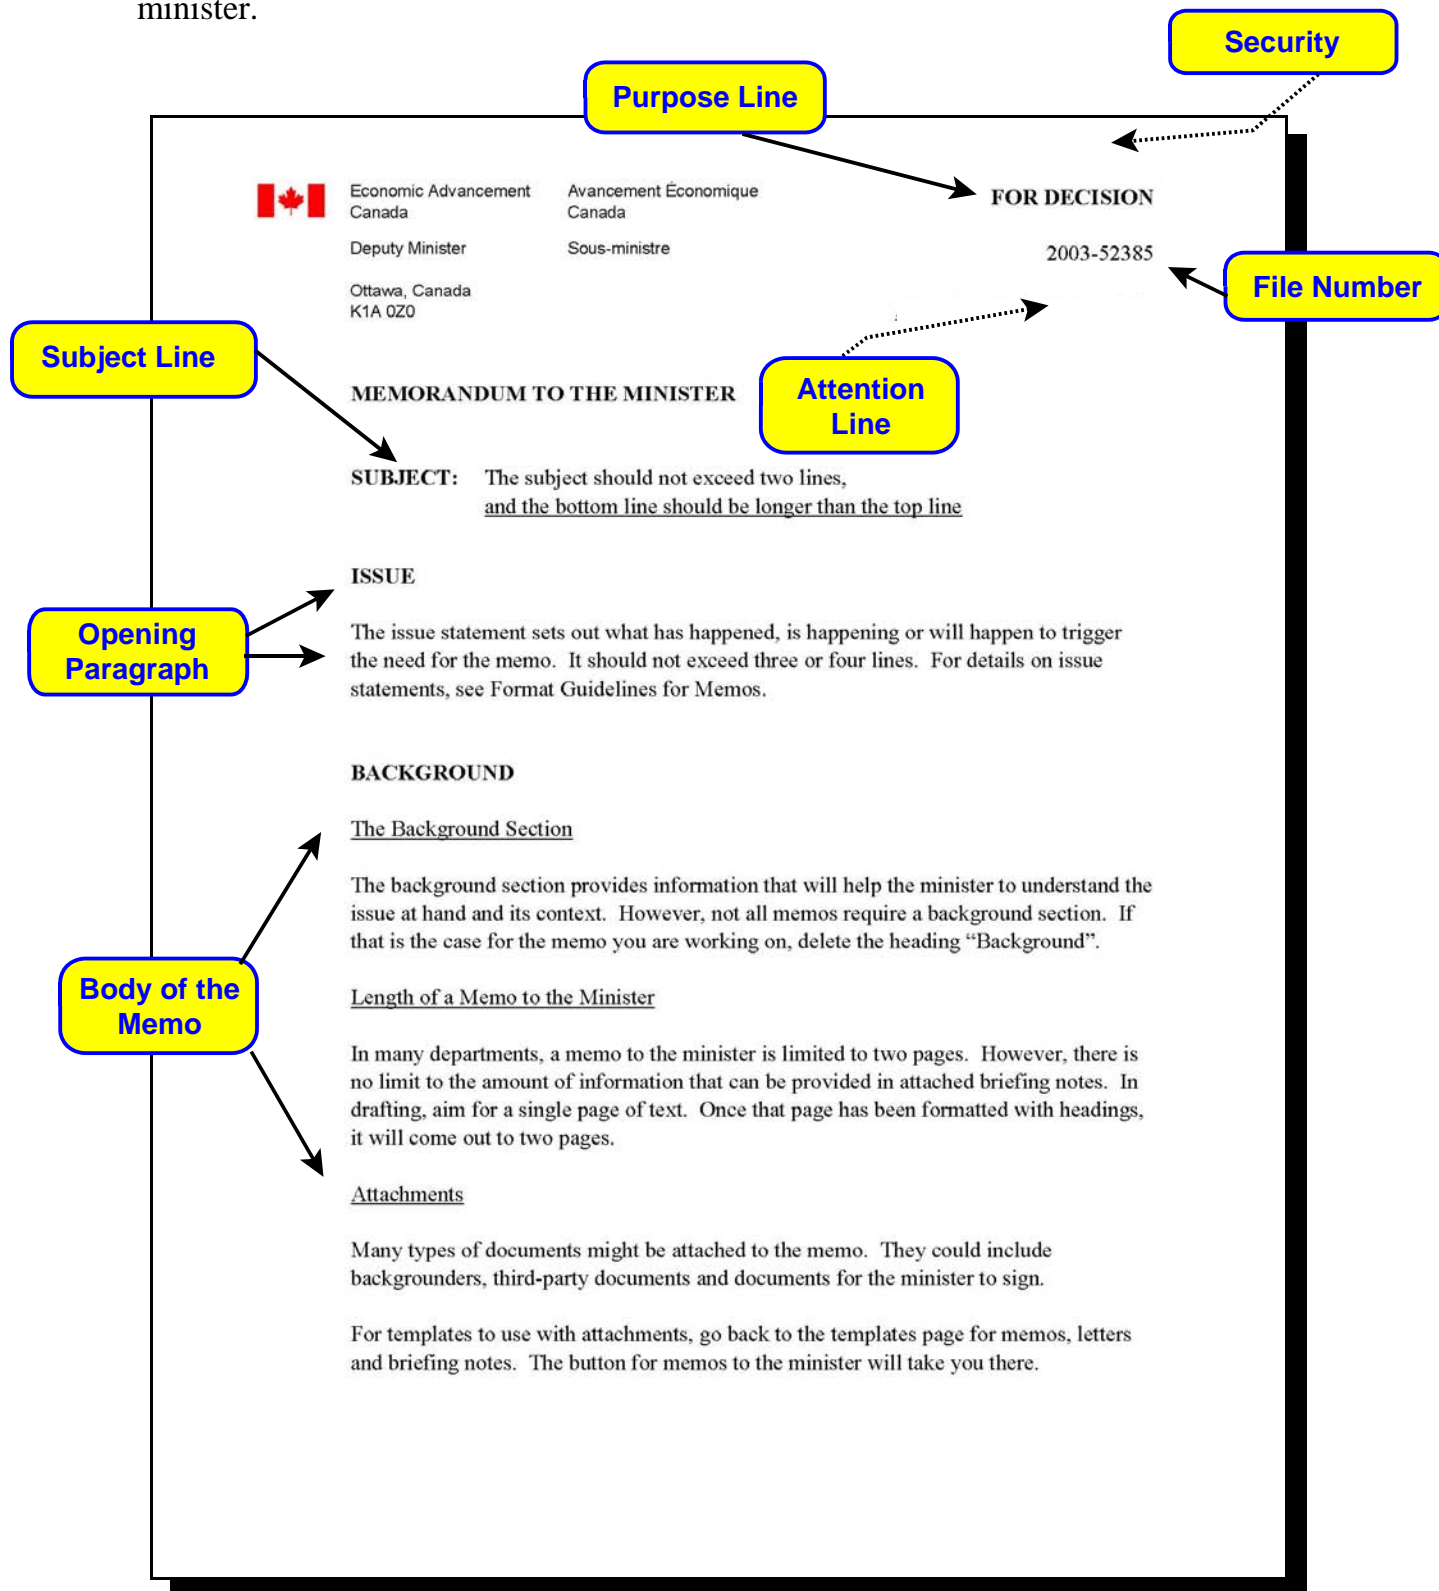 minister.
Security
Purpose Line
Economic Advancement
Canada
Avancement Économique
Canada
FOR DECISION
Deputy Minister
Sous-ministre
2003-52385
File Number
Ottawa, Canada
K1A 0Z0
Subject Line
Attention
Line
MEMORANDUM TO THE MINISTER
SUBJECT: The subject should not exceed two lines,
and the bottom line should be longer than the top line
ISSUE
Opening
Paragraph
The issue statement sets out what has happened, is happening or will happen to trigger
the need for the memo. It should not exceed three or four lines. For details on issue
statements, see Format Guidelines for Memos.
BACKGROUND
The Background Section
The background section provides information that will help the minister to understand the
issue at hand and its context. However, not all memos require a background section. If
that is the case for the memo you are working on, delete the heading “Background”.
Body of the
Memo
Length of a Memo to the Minister
In many departments, a memo to the minister is limited to two pages. However, there is
no limit to the amount of information that can be provided in attached briefing notes. In
drafting, aim for a single page of text. Once that page has been formatted with headings,
it will come out to two pages.
Attachments
Many types of documents might be attached to the memo. They could include
backgrounders, third-party documents and documents for the minister to sign.
For templates to use with attachments, go back to the templates page for memos, letters
and briefing notes. The button for memos to the minister will take you there.